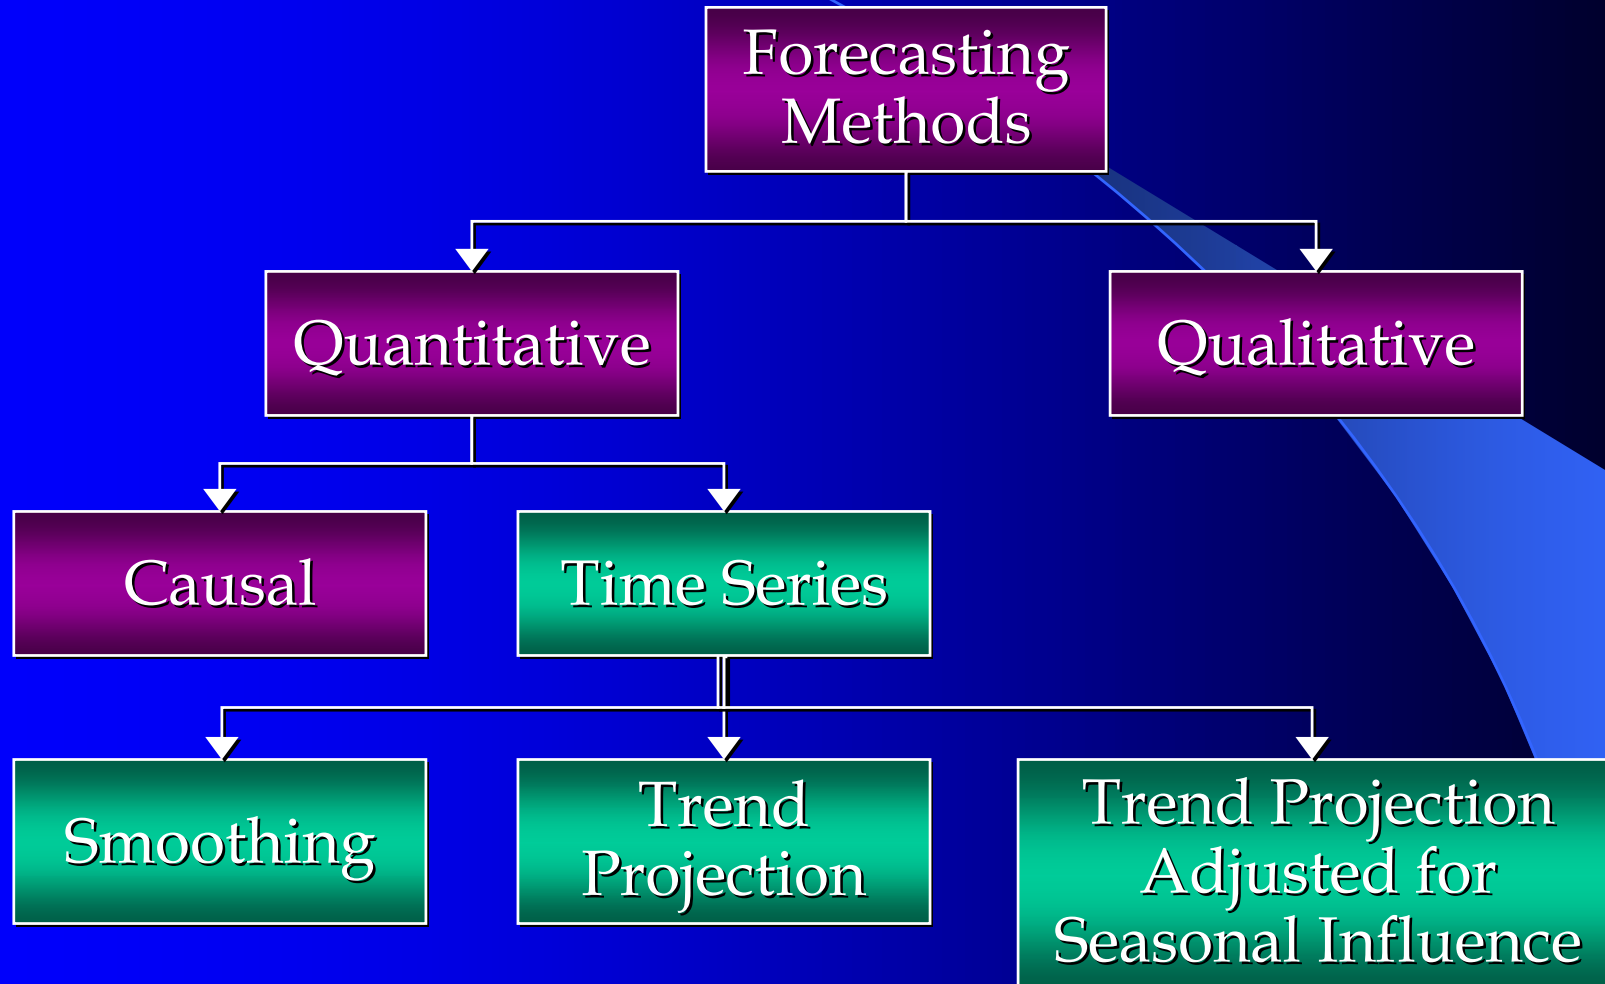 Forecasting
Methods
Quantitative
Qualitative
Causal
Time Series
Smoothing
Trend
Projection
Trend Projection
Adjusted for
Seasonal Influence